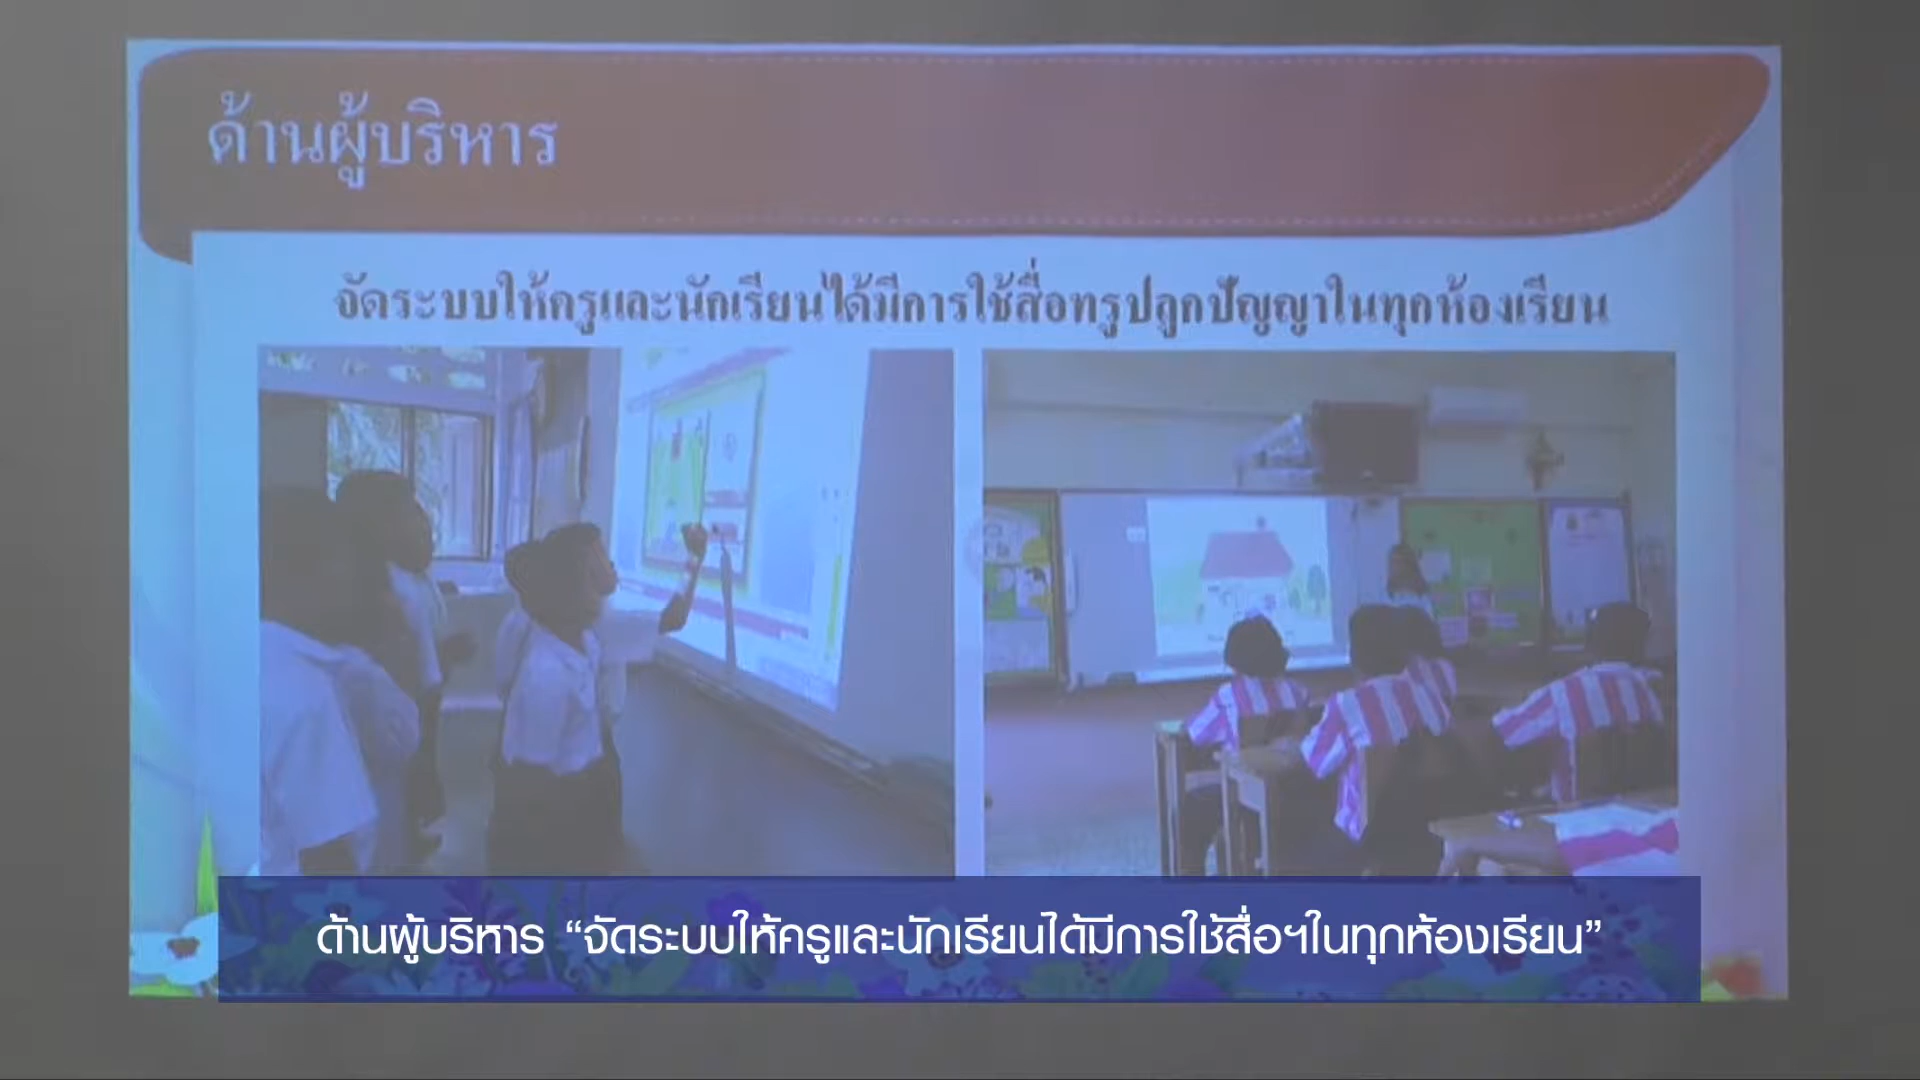 ด้านผู้บริหาร
จัดระบบให้ครูและนักเรียนได้มีการใช้สื่อทรูปลูกปัญญาในทุกห้องเรียน
ด้านผู้บริหาร “จัดระบบให้ครูและนักเรียนได้มีการใช้สื่อฯในทุกห้องเรียน”